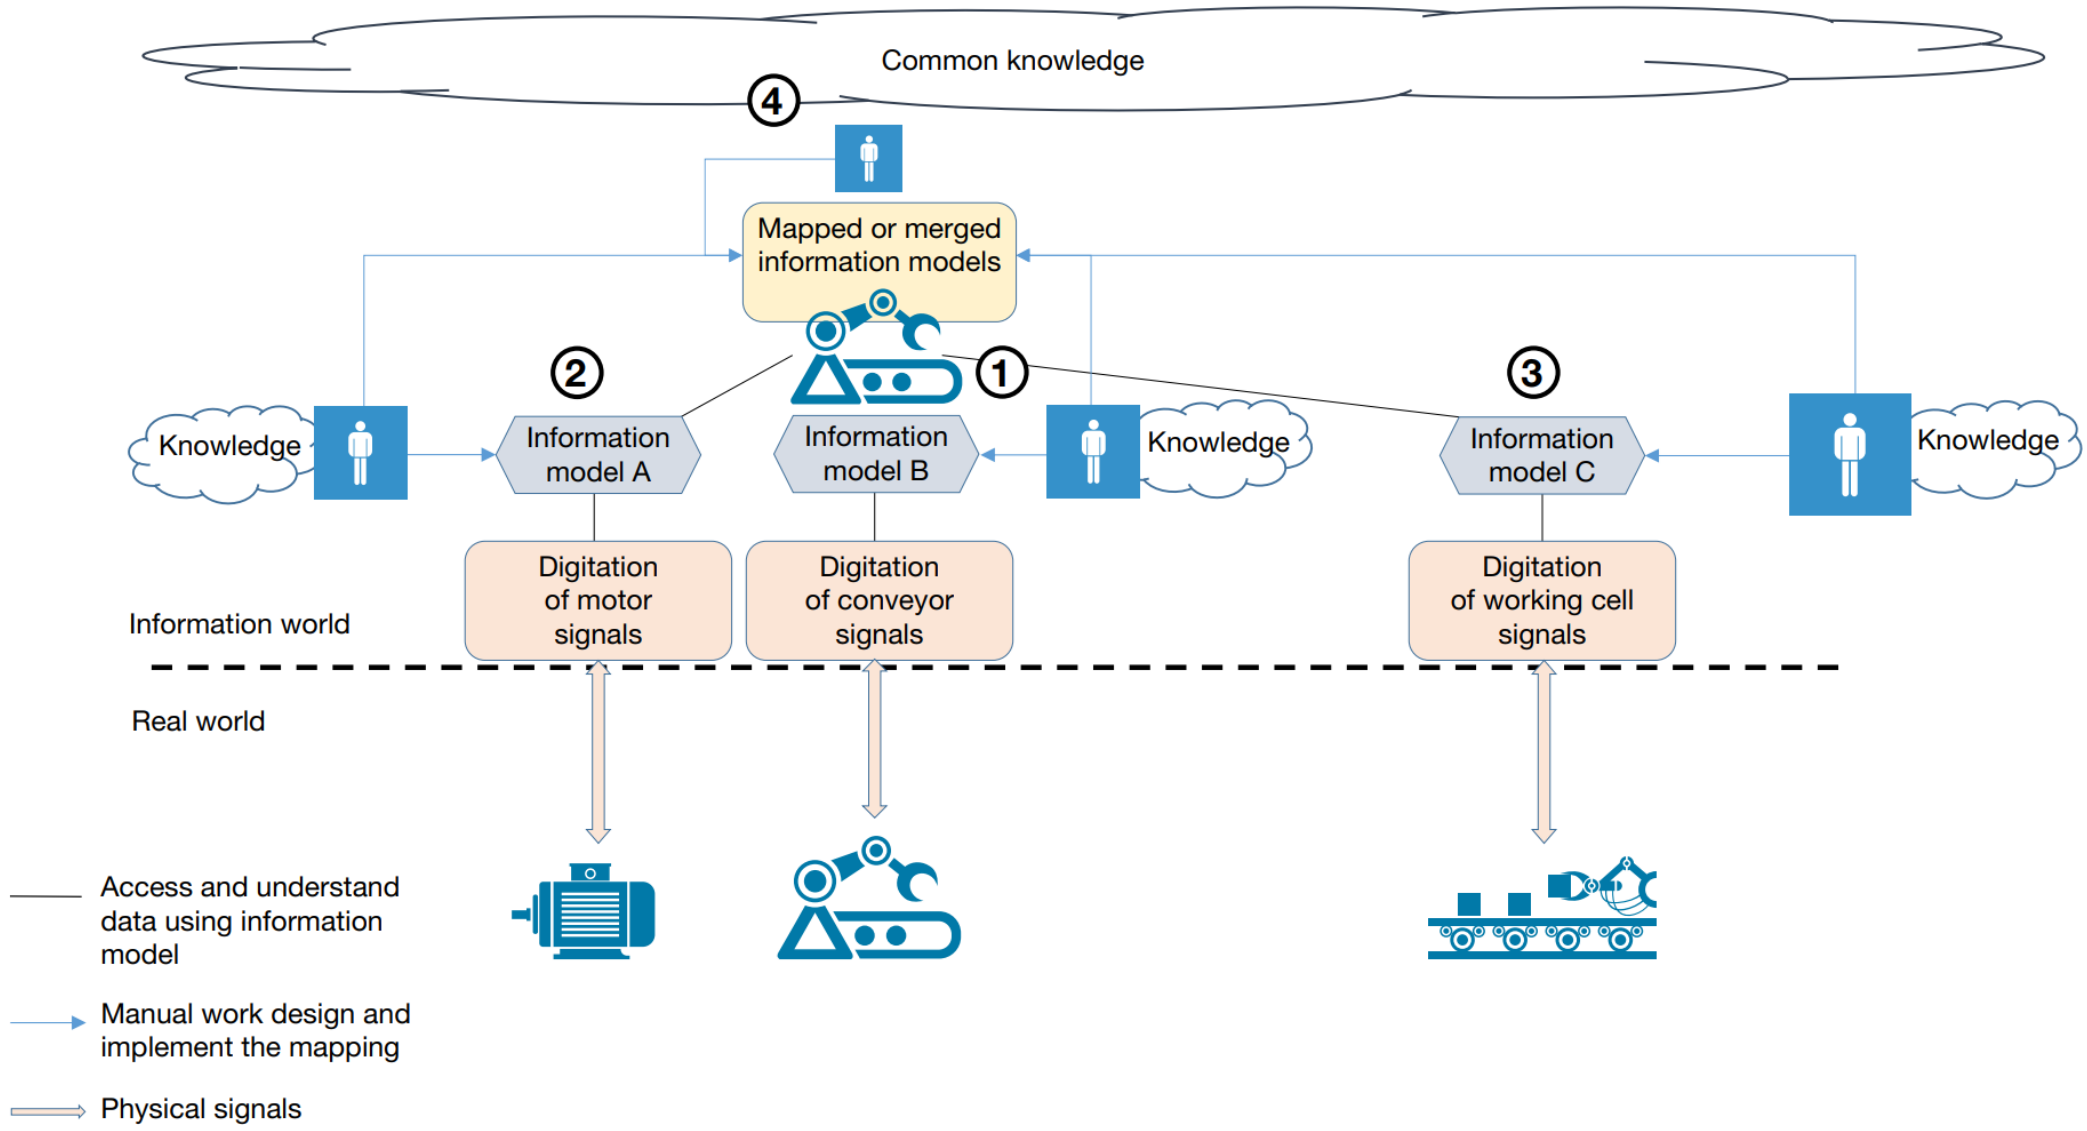 Common knowledge
4
Mapped or merged
information models
2
1
3
Knowledge
Information
model A
Information
model B
Knowledge
Information
model C
Knowledge
Digitation
of motor
signals
Digitation
of conveyor
signals
Digitation
of working cell
signals
Information world
Real world
Access and understand
data using information
model
Manual work design and
implement the mapping
Physical signals